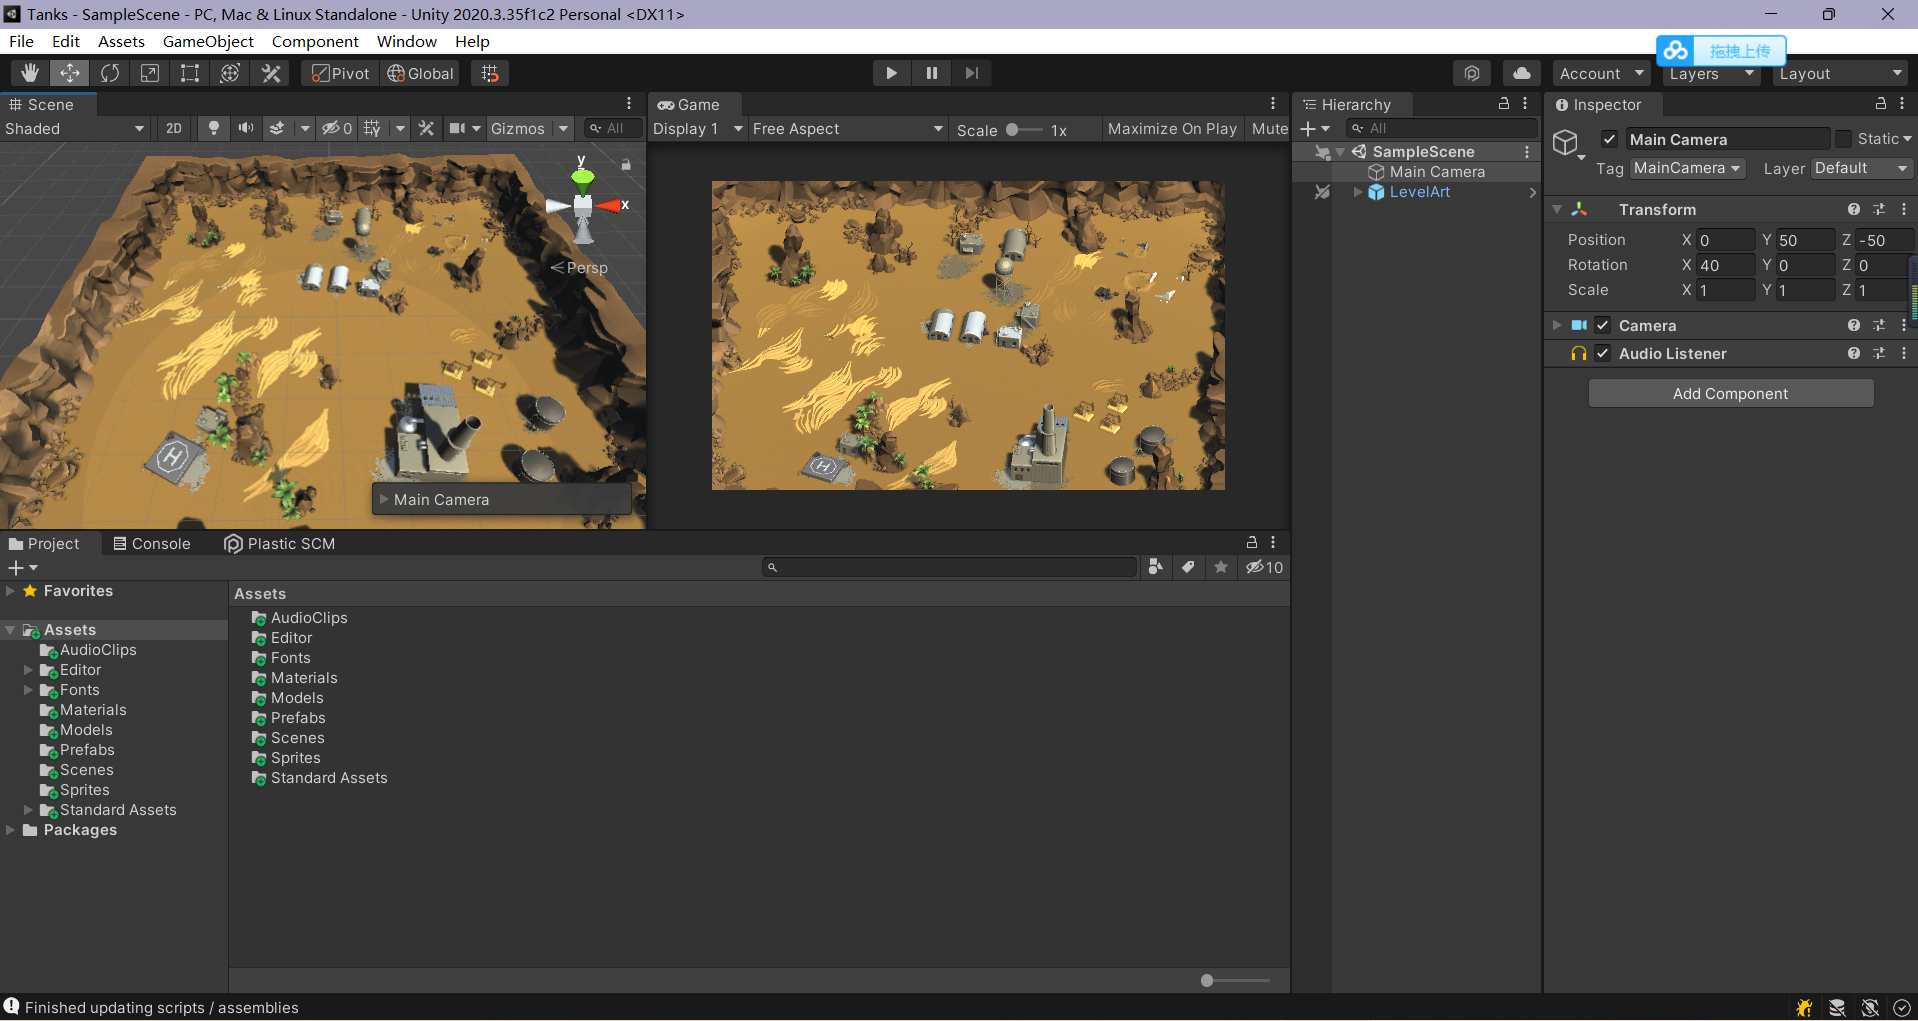 Tanks - SampleScene - PC, Mac & Linux Standalone - Unity 2020.3.35f1c2 Personal <DX11>
File Edit Assets GameObject Component Window Help
拖拽上传
Pivot Global Account Layers Layout
Scene
Shaded 2D 0 Gizmos All
y
x
Persp
H
Main Camera
Game
Display 1 Free Aspect Scale 1x Maximize On Play Mute
H
Hierarchy
All
SampleScene
Main Camera
LevelArt
Inspector
Main Camera Static
Tag MainCamera Layer Default
Transform
Position X 0 Y 50 Z -50
Rotation X 40 Y 0 Z 0
Scale X 1 Y 1 Z 1
Camera
Audio Listener
Add Component
Project Console Plastic SCM
10
Favorites
Assets
AudioClips
Editor
Fonts
Materials
Models
Prefabs
Scenes
Sprites
Standard Assets
Packages
Assets
AudioClips
Editor
Fonts
Materials
Models
Prefabs
Scenes
Sprites
Standard Assets
Finished updating scripts / assemblies